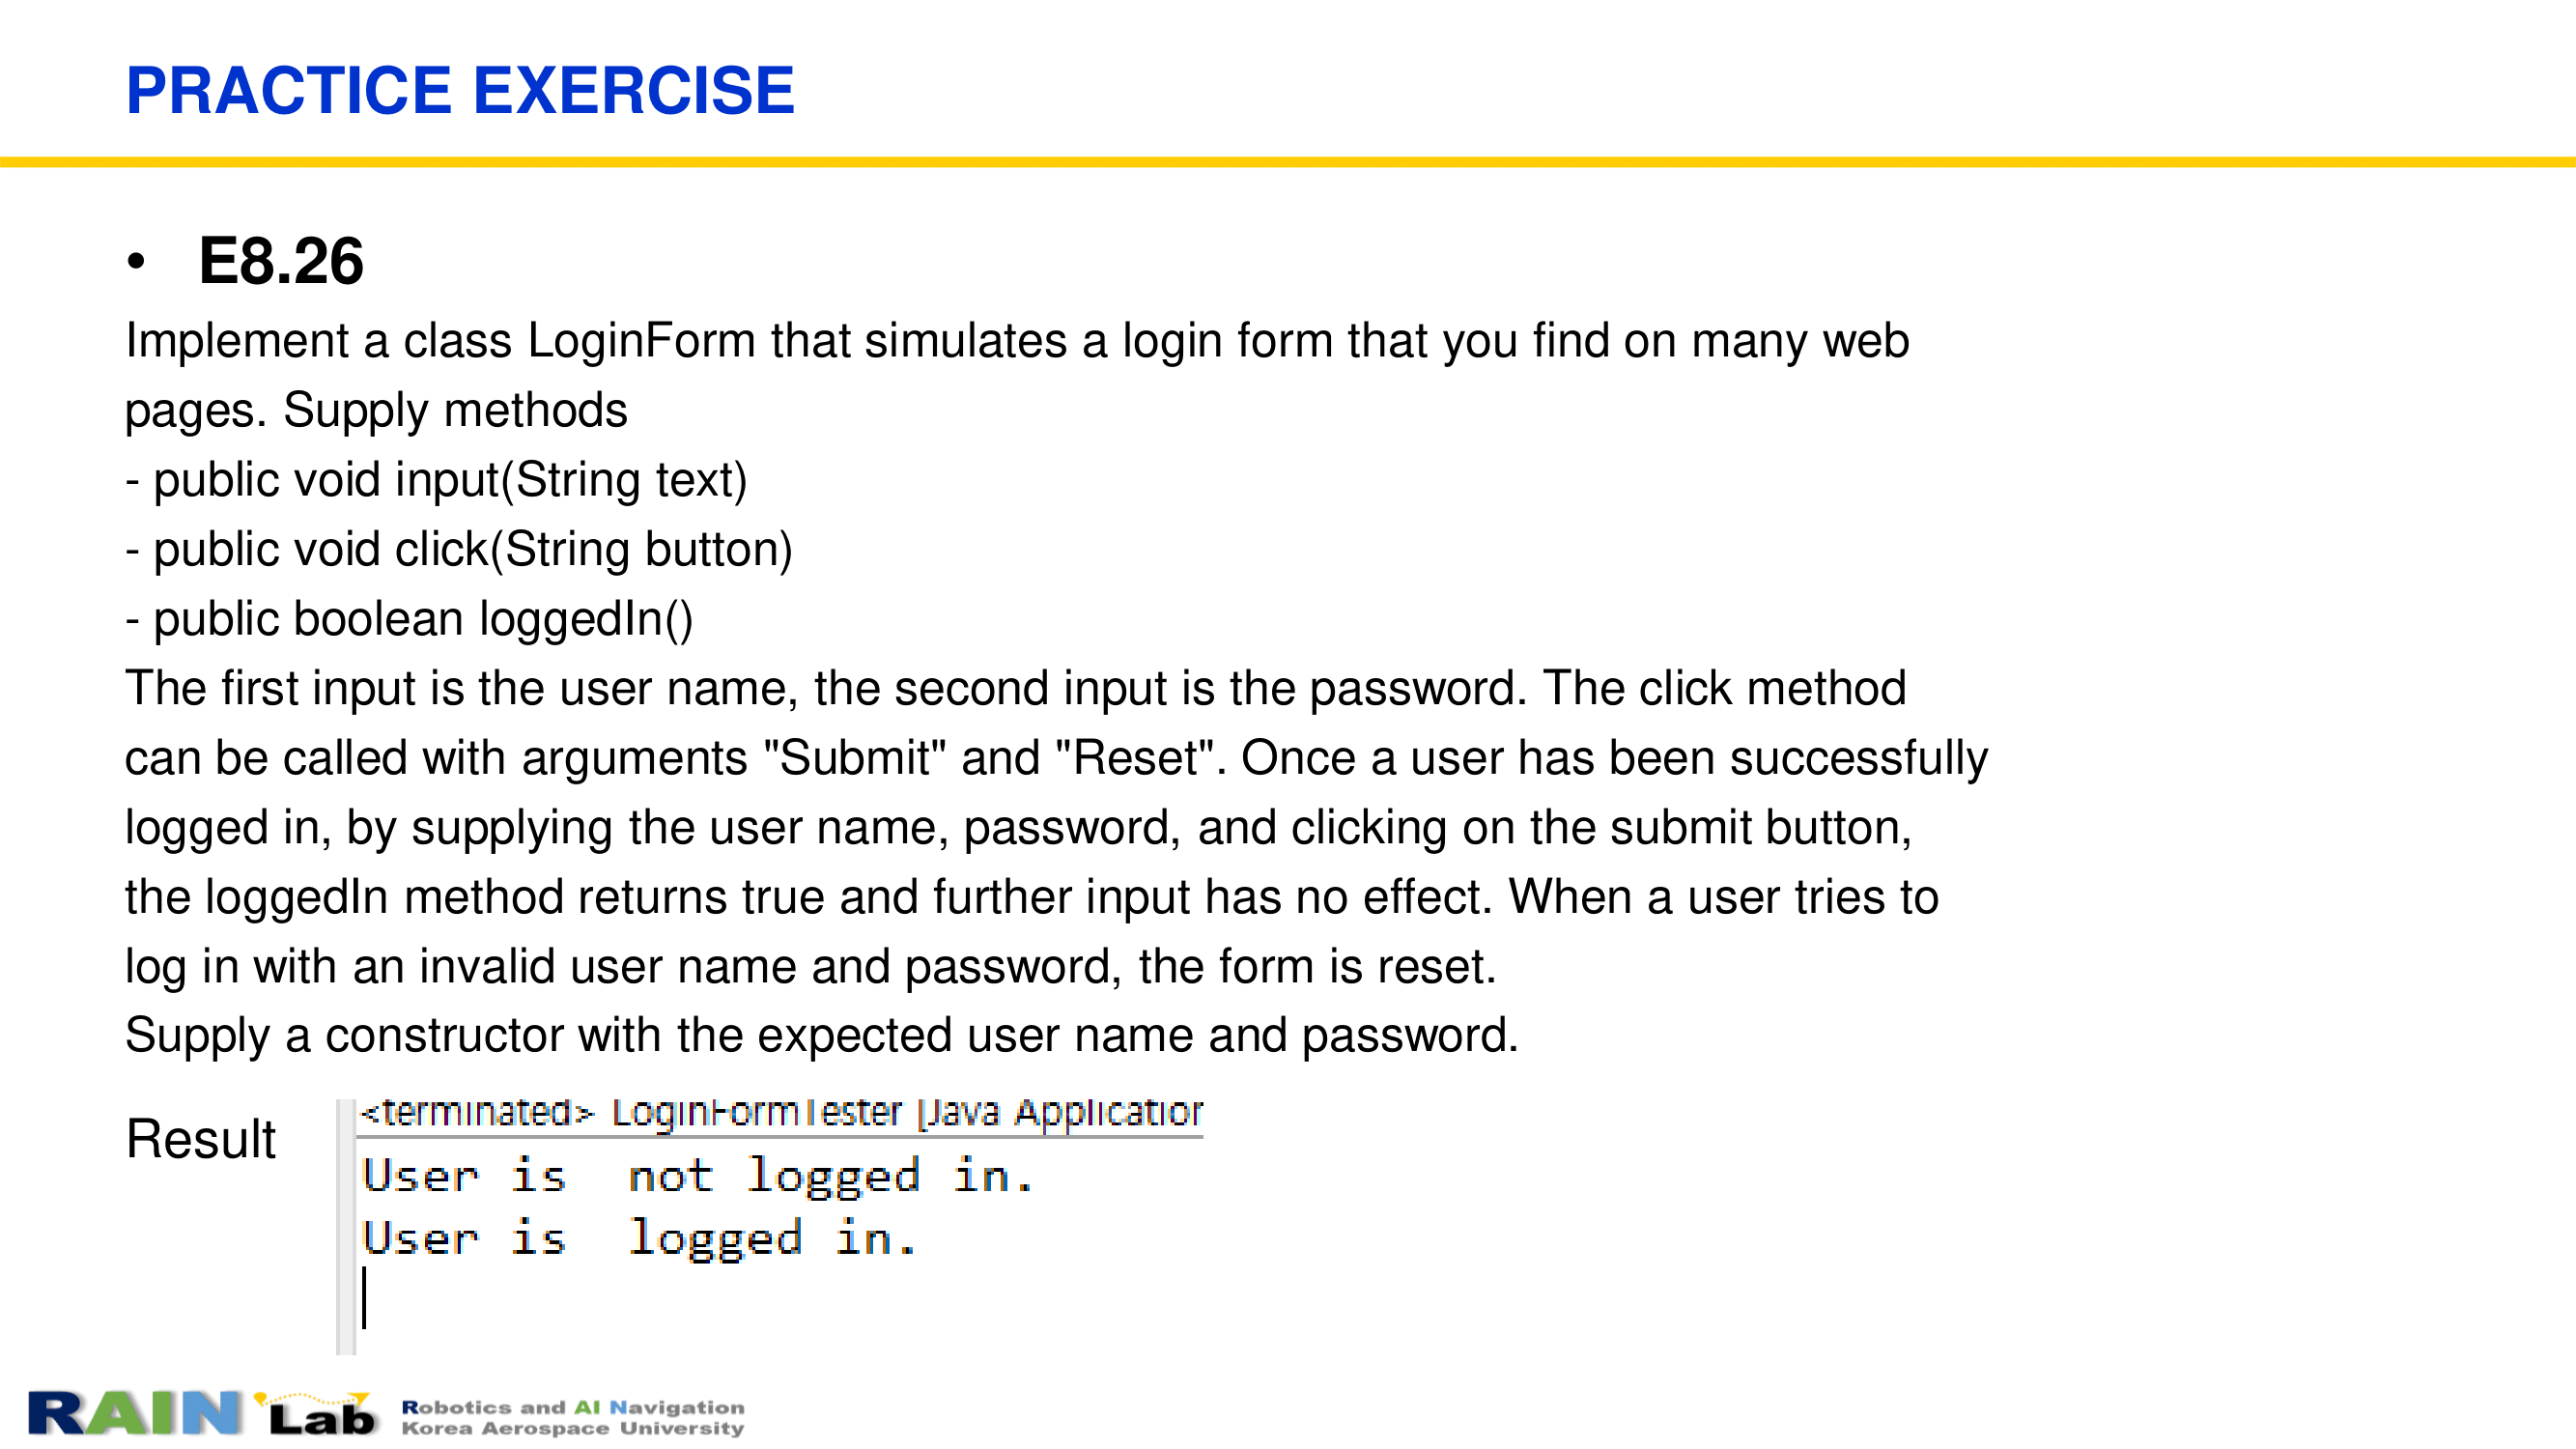 PRACTICE EXERCISE
• E8.26
Implement a class LoginForm that simulates a login form that you find on many web
pages. Supply methods
- public void input(String text)
- public void click(String button)
- public boolean loggedIn()
The first input is the user name, the second input is the password. The click method
can be called with arguments "Submit" and "Reset". Once a user has been successfully
logged in, by supplying the user name, password, and clicking on the submit button,
the loggedIn method returns true and further input has no effect. When a user tries to
log in with an invalid user name and password, the form is reset.
Supply a constructor with the expected user name and password.
Result
<terminated> LoginFormTester [Java Application
User is  not logged in.
User is  logged in.
RAIN Lab
Robotics and AI Navigation
Korea Aerospace University